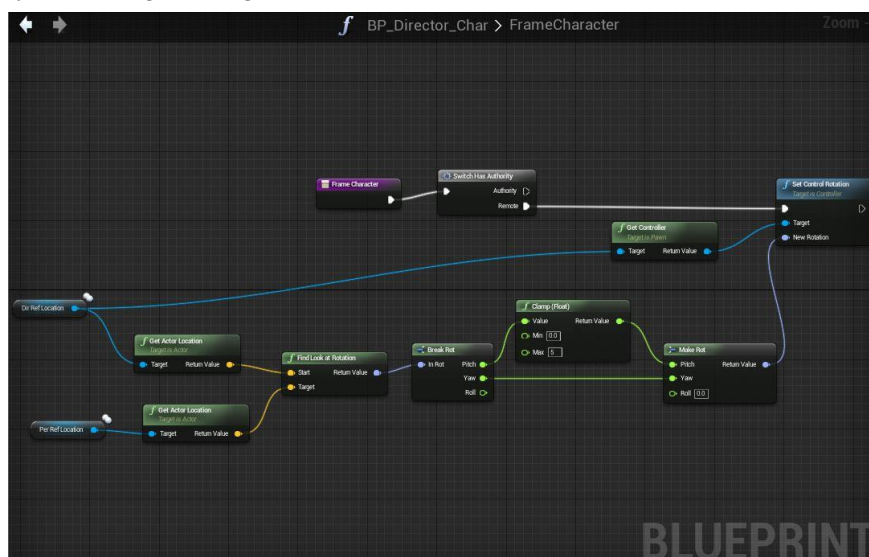 BP_Director_Char > FrameCharacter
Zoom -
Frame Character
Switch Has Authority
Authority
Remote
Set Control Rotation
Target is Controller
Target
New Rotation
Get Controller
Target is Pawn
Target Return Value
Dir Ref Location
Get Actor Location
Target is Actor
Target Return Value
Find Look at Rotation
Start Return Value
Target
Per Ref Location
Get Actor Location
Target is Actor
Target Return Value
Break Rot
In Rot Pitch
Yaw
Roll
Clamp (Float)
Value Return Value
Min 0.0
Max 5
Make Rot
Pitch Return Value
Yaw
Roll 0.0
BLUEPRINT